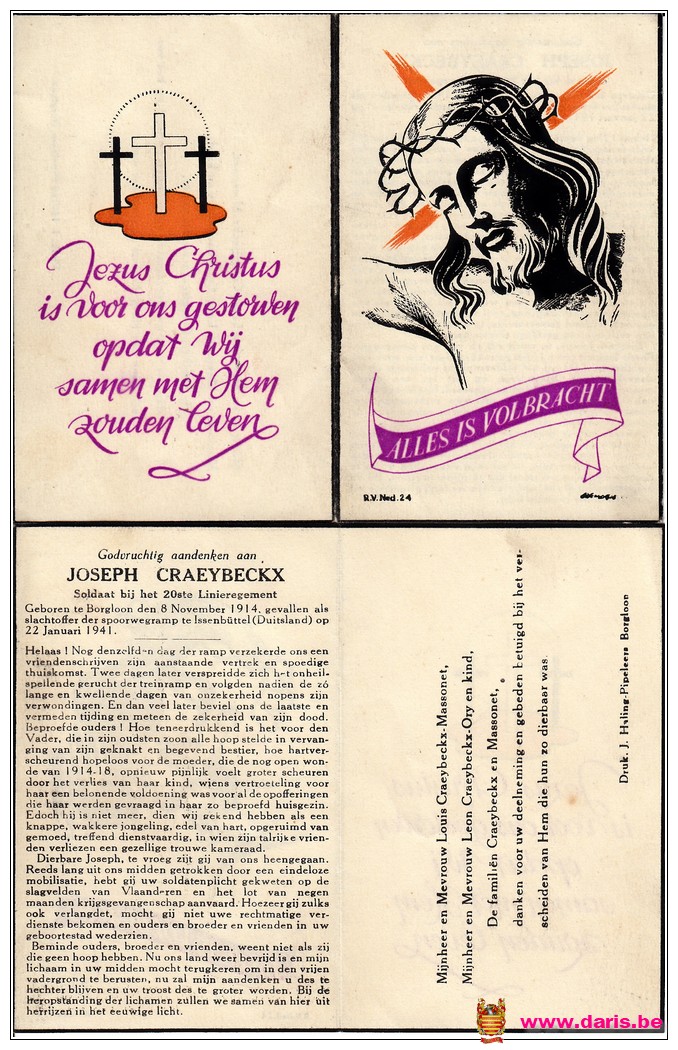 Jezus Christus
is voor ons gestorven
opdat Wij
samen met Hem
zouden leven
ALLES IS VOLBRACHT
R.V. Ned. 24
Godvruchtig aandenken aan
JOSEPH CRAEYBECKX
Soldaat bij het 20ste Linieregement
Geboren te Borgloon den 8 November 1914, gevallen als
slachtoffer der spoorwegramp te Issenbüttel (Duitsland) op
22 Januari 1941.
Helaas ! Nog denzelfden dag der ramp verzekerde ons een
vriendenschrijven zijn aanstaande vertrek en spoedige
thuiskomst. Twee dagen later verspreidde zich het onheil-
spellende gerucht der treinramp en volgden nadien de zó
lange en kwellende dagen van onzekerheid nopens zijn
verwondingen. En dan veel later beviel ons de laatste en
vermeden tijding en meteen de zekerheid van zijn dood.
Beproefde ouders ! Hoe teneerdrukkend is het voor den
Vader, die in zijn oudsten zoon alle hoop stelde in vervan-
ging van zijn geknakt en begevend bestier, hoe hartver-
scheurend hopeloos voor de moeder, die de nog open won-
de van 1914-18, opnieuw pijnlijk voelt groter scheuren
door het verlies van haar kind, wiens vertroeteling voor
haar een belonende voldoening was voor al de opofferingen
die haar werden gevraagd in haar zo beproefd huisgezin.
Edoch hij is niet meer, dien wij gekend hebben als een
knappe, wakkere jongeling, edel van hart, opgeruimd van
gemoed, treffend dienstvaardig, in wien zijn talrijke vrien-
den verliezen een gezellige trouwe kameraad.
Dierbare Joseph, te vroeg zijt gij van ons heengegaan.
Reeds lang uit ons midden getrokken door een eindeloze
mobilisatie, hebt gij uw soldatenplicht gekweten op de
slagvelden van Vlaanderen en het lot van negen
maanden krijgsgevangenschap aanvaard. Hoezeer gij zulks
ook verlangdet, mocht gij niet uwe rechtmatige ver-
dienste bekomen en ouders en broeder en vrienden in uw
geboortestad wederzien.
Beminde ouders, broeder en vrienden, weent niet als zij
die geen hoop hebben. Nu ons land weer bevrijd is en mijn
lichaam in uw midden mocht terugkeren om in den vrijen
vadergrond te berusten, nu zal mijn aandenken u des te
hechter blijven en uw troost des te groter worden. Bij de
heropstanding der lichamen zullen we samen van hier uit
herrijzen in het eeuwige licht.
Mijnheer en Mevrouw Louis Craeybeckx-Massonet,
Mijnheer en Mevrouw Leon Craeybeckx-Ory en kind,
De familiën Craeybeckx en Massonet,
danken voor uw deelneming en gebeden betuigd bij het ver-
scheiden van Hem die hun zo dierbaar was.
Druk. J. Haling-Pipeleers Borgloon
www.daris.be